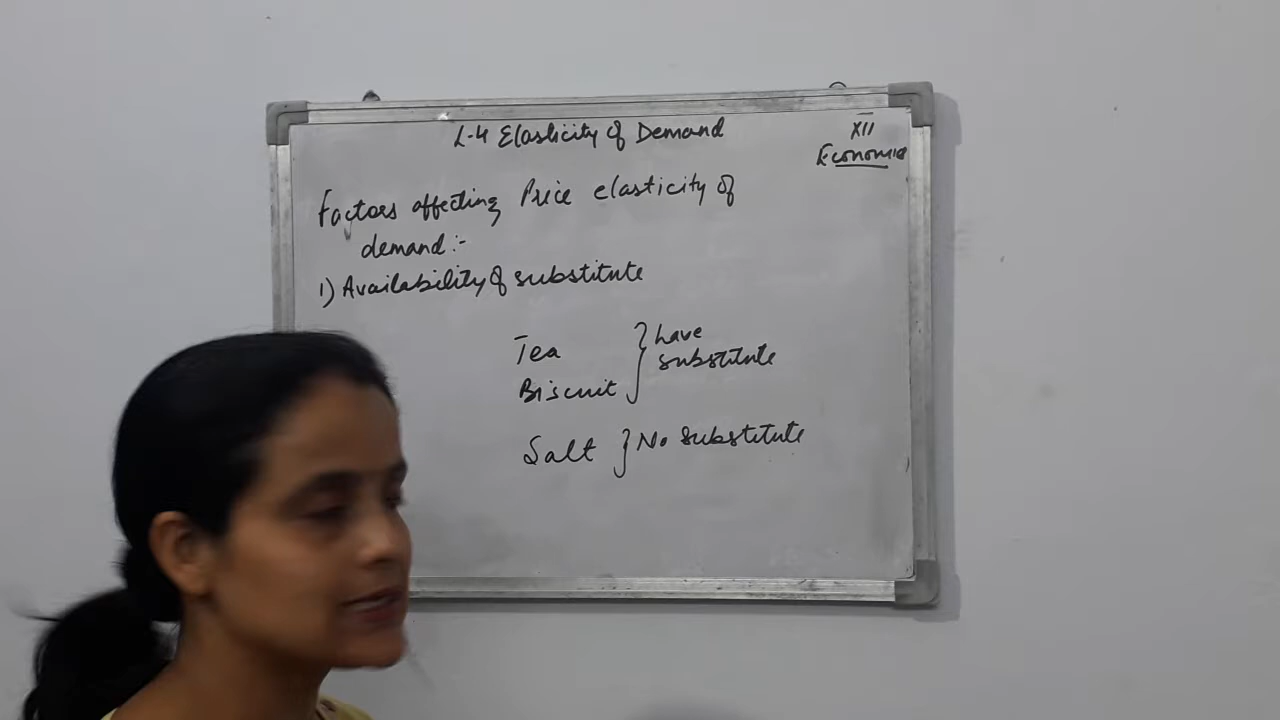 L-4 Elasticity of Demand
XII
Economics
Factors affecting Price elasticity of
demand :-
1) Availability of substitute
Tea
Biscuit
} have
substitute
Salt } No substitute